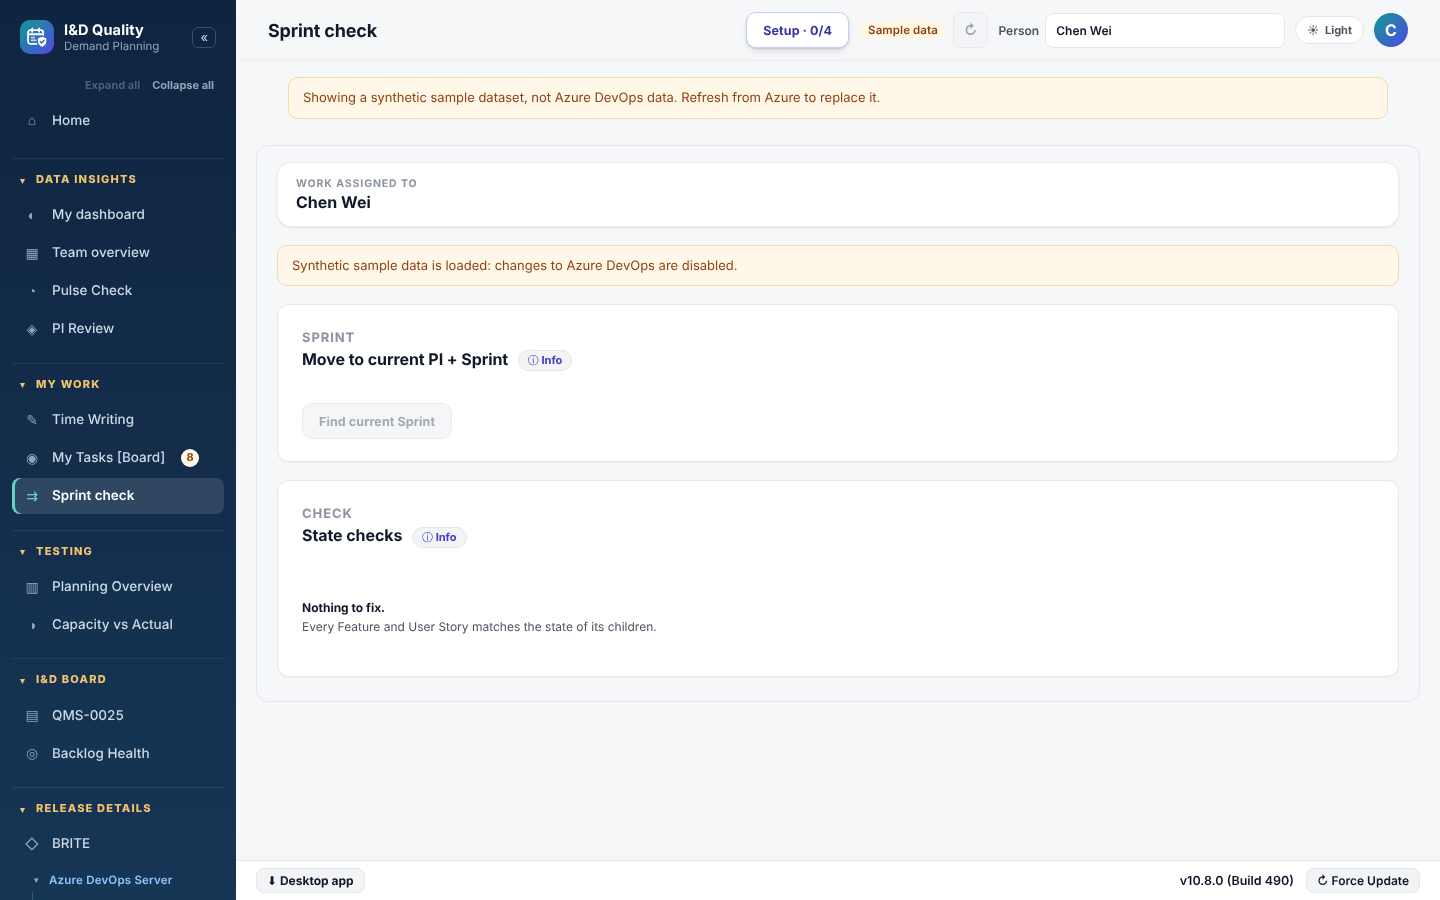 I&D Quality
Demand Planning
«
Expand all Collapse all
Home
DATA INSIGHTS
My dashboard
Team overview
Pulse Check
PI Review
MY WORK
Time Writing
My Tasks [Board] 8
Sprint check
TESTING
Planning Overview
Capacity vs Actual
I&D BOARD
QMS-0025
Backlog Health
RELEASE DETAILS
BRITE
Azure DevOps Server
Sprint check
Setup · 0/4
Sample data
Person Chen Wei
Light
C
Showing a synthetic sample dataset, not Azure DevOps data. Refresh from Azure to replace it.
WORK ASSIGNED TO
Chen Wei
Synthetic sample data is loaded: changes to Azure DevOps are disabled.
SPRINT
Move to current PI + Sprint ⓘ Info
Find current Sprint
CHECK
State checks ⓘ Info
Nothing to fix.
Every Feature and User Story matches the state of its children.
⬇ Desktop app
v10.8.0 (Build 490)
↻ Force Update